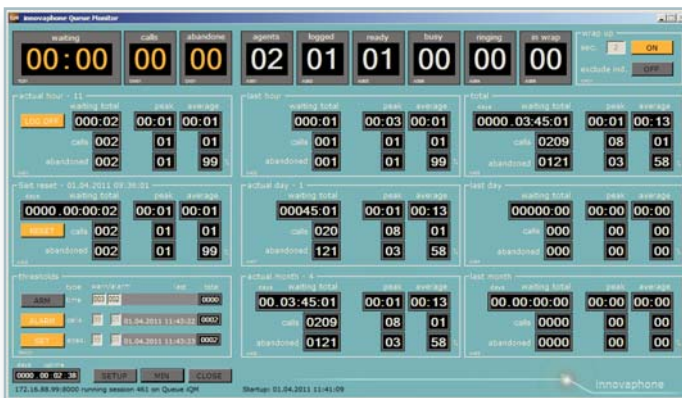 innovaphone Queue Monitor
waiting calls abandone agents logged ready busy ringing in wrap wrap up
00:00 00 00 02 01 01 00 00 00 sec. 2 ON
exclude ind. OFF
actual hour - 11 last hour total
waiting total peak average waiting total peak average days waiting total peak average
LOG OFF 000:02 00:01 00:01 000:01 00:03 00:01 0000.03:45:01 00:01 00:13
calls 002 01 01 calls 001 01 01 calls 0209 08 01
abandoned 002 01 99 % abandoned 001 01 99 % abandoned 0121 03 58 %
last reset - 01.04.2011 actual day - 1 last day
days waiting total peak average waiting total peak average waiting total peak average
0000.00:00:02 00:01 00:01 00045:01 00:01 00:13 00000:00 00:00 00:00
RESET calls 002 01 01 calls 020 08 01 calls 000 00 00
abandoned 002 01 99 % abandoned 121 03 58 % abandoned 000 00 00 %
thresholds actual month - 4 last month
type warn/alarm last total days waiting total peak average days waiting total peak average
ARM time 003 002 0000 00.03:45:01 00:01 00:13 00.00:00:00 00:00 00:00
ALARM calls 01.04.2011 11:43:22 0002 calls 0209 08 01 calls 0000 00 00
SET 01.04.2011 11:43:23 0002 abandoned 0121 03 58 % abandoned 0000 00 00 %
0000.00:02:38 SETUP MIN CLOSE
172.16.88.99:8000 running session 461 on Queue iQM Startup: 01.04.2011 11:41:09 innovaphone